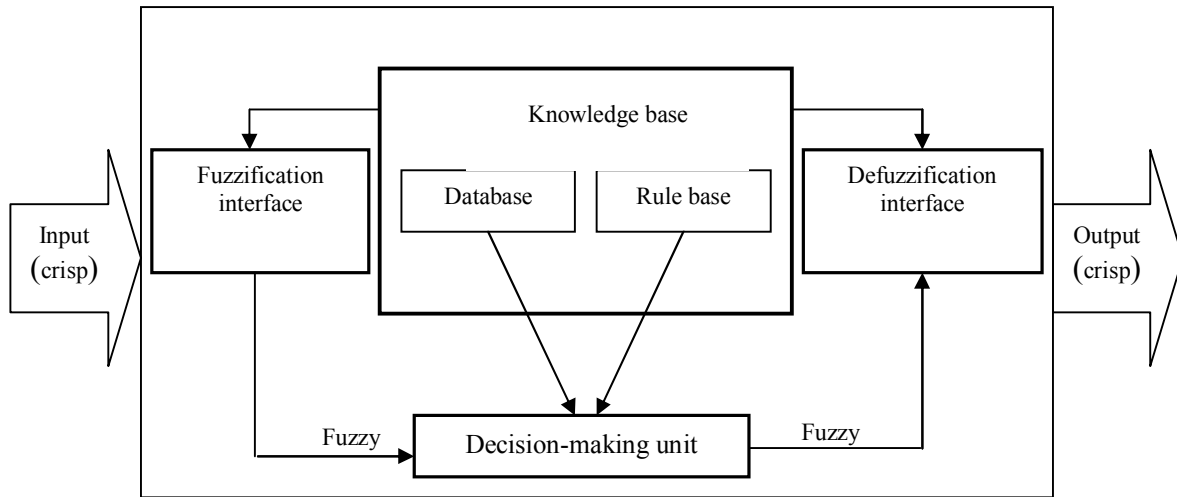 Knowledge base
Fuzzification
interface
Database
Rule base
Defuzzification
interface
Input
(crisp)
Output
(crisp)
Fuzzy
Decision-making unit
Fuzzy